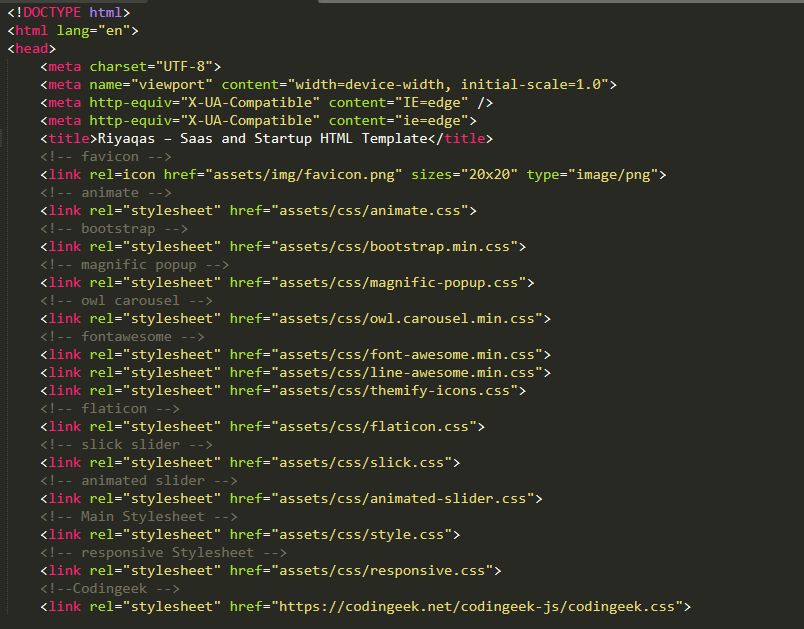 <!DOCTYPE html>
<html lang="en">
<head>
<meta charset="UTF-8">
<meta name="viewport" content="width=device-width, initial-scale=1.0">
<meta http-equiv="X-UA-Compatible" content="IE=edge" />
<meta http-equiv="X-UA-Compatible" content="ie=edge">
<title>Riyaqas – Saas and Startup HTML Template</title>
<!-- favicon -->
<link rel=icon href="assets/img/favicon.png" sizes="20x20" type="image/png">
<!-- animate -->
<link rel="stylesheet" href="assets/css/animate.css">
<!-- bootstrap -->
<link rel="stylesheet" href="assets/css/bootstrap.min.css">
<!-- magnific popup -->
<link rel="stylesheet" href="assets/css/magnific-popup.css">
<!-- owl carousel -->
<link rel="stylesheet" href="assets/css/owl.carousel.min.css">
<!-- fontawesome -->
<link rel="stylesheet" href="assets/css/font-awesome.min.css">
<link rel="stylesheet" href="assets/css/line-awesome.min.css">
<link rel="stylesheet" href="assets/css/themify-icons.css">
<!-- flaticon -->
<link rel="stylesheet" href="assets/css/flaticon.css">
<!-- slick slider -->
<link rel="stylesheet" href="assets/css/slick.css">
<!-- animated slider -->
<link rel="stylesheet" href="assets/css/animated-slider.css">
<!-- Main Stylesheet -->
<link rel="stylesheet" href="assets/css/style.css">
<!-- responsive Stylesheet -->
<link rel="stylesheet" href="assets/css/responsive.css">
<!--Codingeek -->
<link rel="stylesheet" href="https://codingeek.net/codingeek-js/codingeek.css">